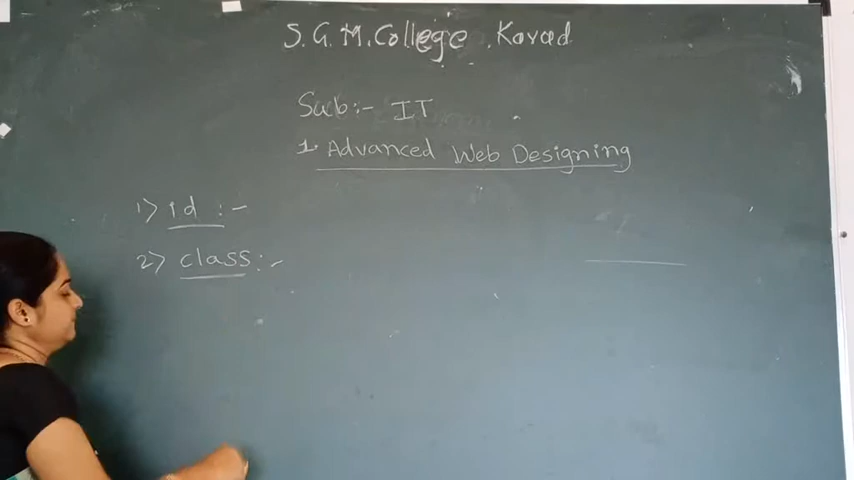 S.G.M.College .Karad
Sub:- IT
1. Advanced Web Designing
1> id :-
2> class:-